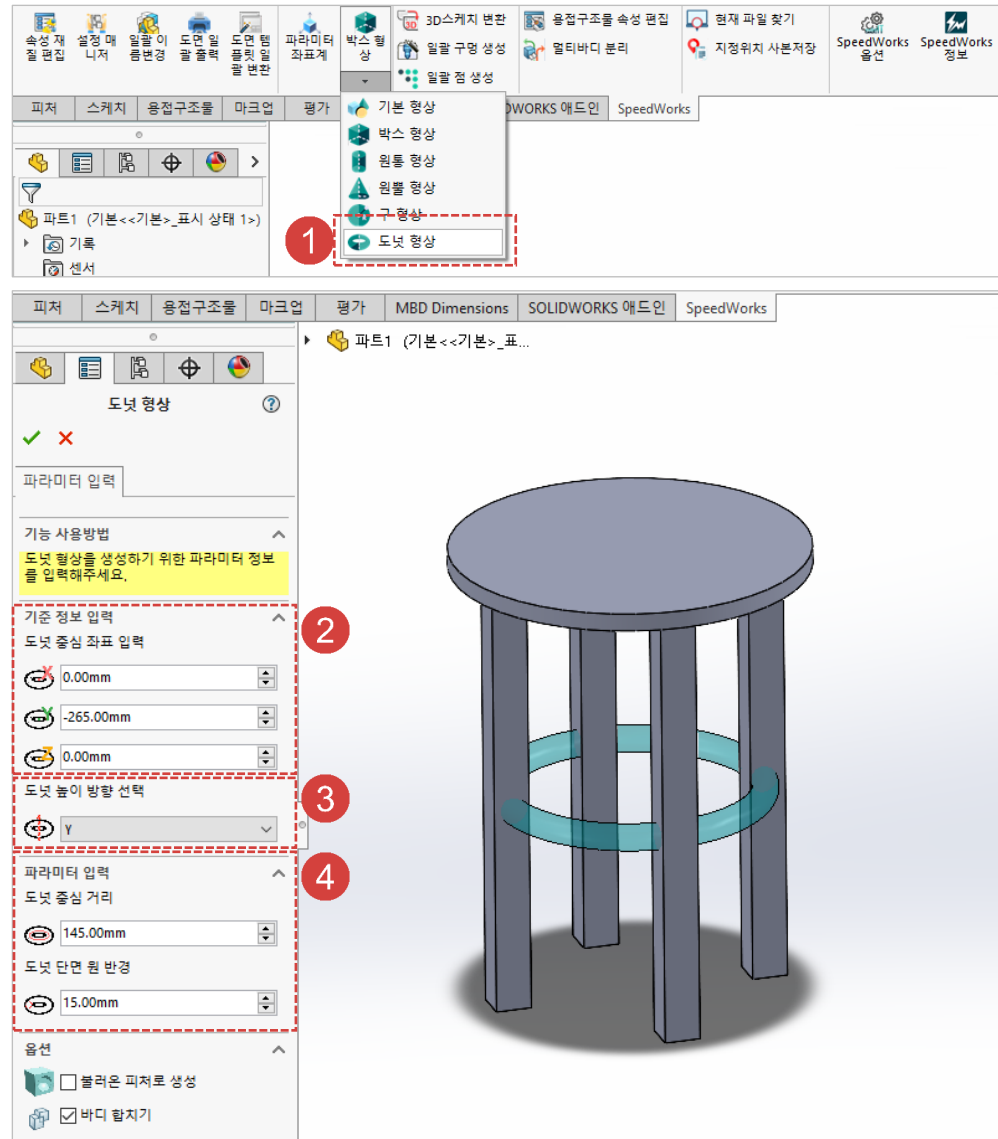 속성 재
질 편집
설정 매
니저
일괄 이
름변경
도면 일
괄 출력
도면 템
플릿 일
괄 변환
파라미터
좌표계
박스 형
상
3D스케치 변환
일괄 구멍 생성
일괄 점 생성
용접구조물 속성 편집
멀티바디 분리
현재 파일 찾기
지정위치 사본저장
SpeedWorks
옵션
SpeedWorks
정보
피처
스케치
용접구조물
마크업
평가
WORKS 애드인
SpeedWorks
기본 형상
박스 형상
원통 형상
원뿔 형상
구 형상
도넛 형상
1
파트1 (기본<<기본>_표시 상태 1>)
기록
센서
피처
스케치
용접구조물
마크업
평가
MBD Dimensions
SOLIDWORKS 애드인
SpeedWorks
파트1 (기본<<기본>_표...
도넛 형상
파라미터 입력
기능 사용방법
도넛 형상을 생성하기 위한 파라미터 정보
를 입력해주세요.
기준 정보 입력
2
도넛 중심 좌표 입력
X
0.00mm
Y
-265.00mm
Z
0.00mm
도넛 높이 방향 선택
3
Y
파라미터 입력
4
도넛 중심 거리
145.00mm
도넛 단면 원 반경
15.00mm
옵션
불러온 피처로 생성
바디 합치기